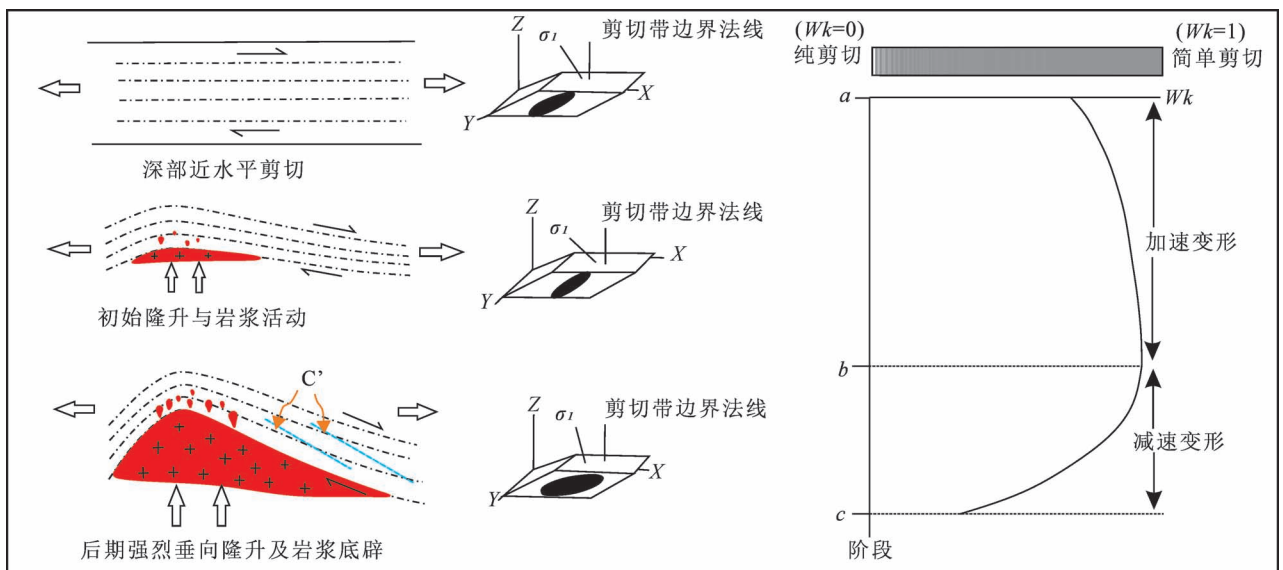 Z
σ1
剪切带边界法线
X
Y
深部近水平剪切
Z
σ1
剪切带边界法线
X
Y
初始隆升与岩浆活动
C’
Z
σ1
剪切带边界法线
X
Y
后期强烈垂向隆升及岩浆底辟
(Wk=0)
纯剪切
(Wk=1)
简单剪切
a
Wk
加速变形
b
减速变形
c
阶段